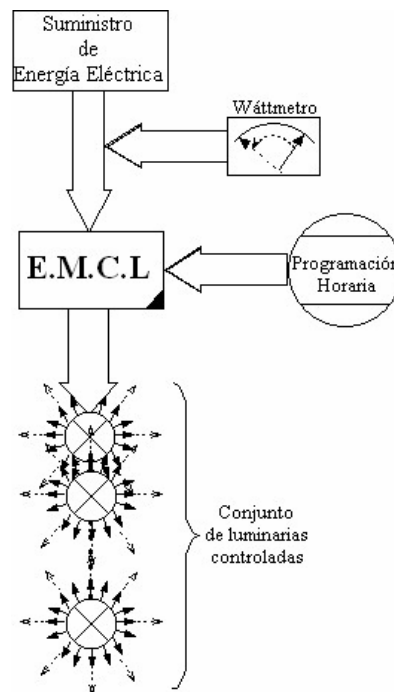 Suministro
de
Energía Eléctrica
Wáttmetro
E.M.C.L
Programación
Horaria
Conjunto
de luminarias
controladas